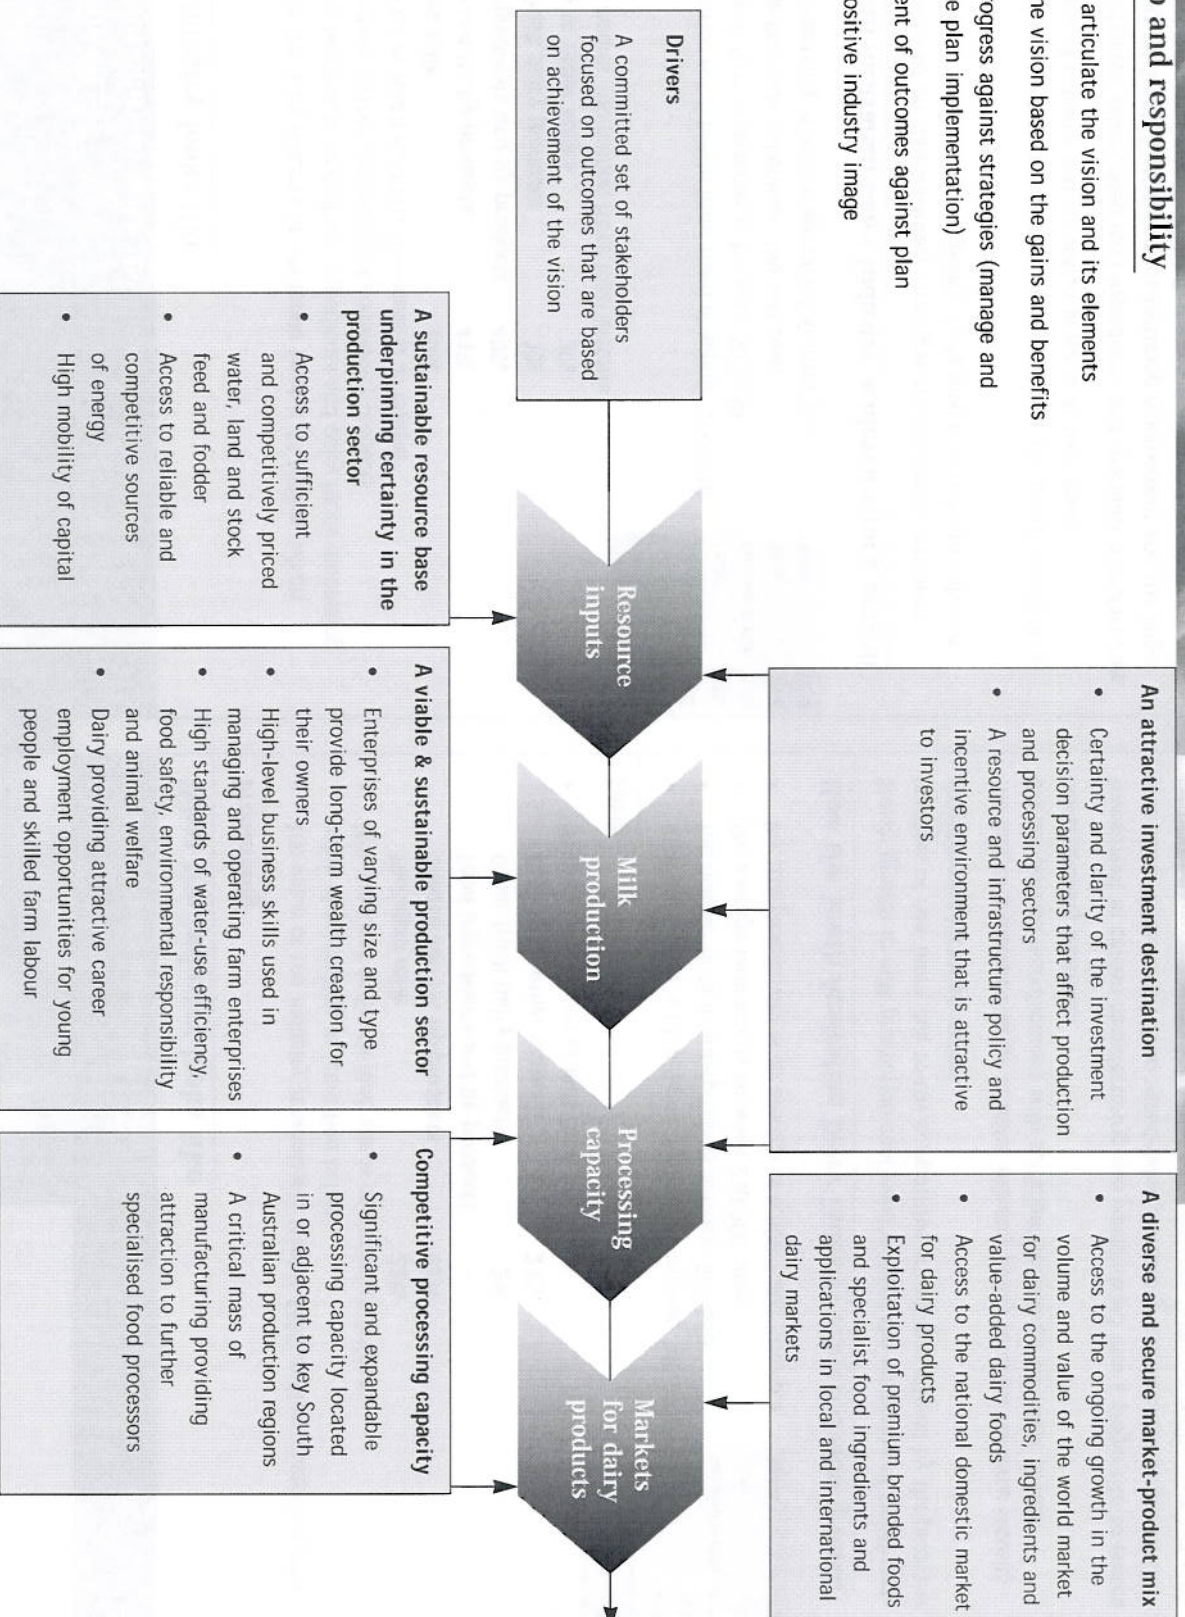 and responsibility
articulate the vision and its elements
vision based on the gains and benefits
against strategies (manage and
plan implementation)
of outcomes against plan
industry image
Drivers
A committed set of stakeholders
focused on outcomes that are based
on achievement of the vision
An attractive investment destination
• Certainty and clarity of the investment
decision parameters that affect production
and processing sectors
• A resource and infrastructure policy and
incentive environment that is attractive
to investors
A diverse and secure market-product mix
• Access to the ongoing growth in the
volume and value of the world market
for dairy commodities, ingredients and
value-added dairy foods
• Access to the national domestic market
for dairy products
• Exploitation of premium branded foods
and specialist food ingredients and
applications in local and international
dairy markets
Resource
inputs
Milk
production
Processing
capacity
Markets
for dairy
products
A sustainable resource base
underpinning certainty in the
production sector
• Access to sufficient
and competitively priced
water, land and stock
feed and fodder
• Access to reliable and
competitive sources
of energy
• High mobility of capital
A viable & sustainable production sector
• Enterprises of varying size and type
provide long-term wealth creation for
their owners
• High-level business skills used in
managing and operating farm enterprises
• High standards of water-use efficiency,
food safety, environmental responsibility
and animal welfare
• Dairy providing attractive career
employment opportunities for young
people and skilled farm labour
Competitive processing capacity
• Significant and expandable
processing capacity located
in or adjacent to key South
Australian production regions
• A critical mass of
manufacturing providing
attraction to further
specialised food processors